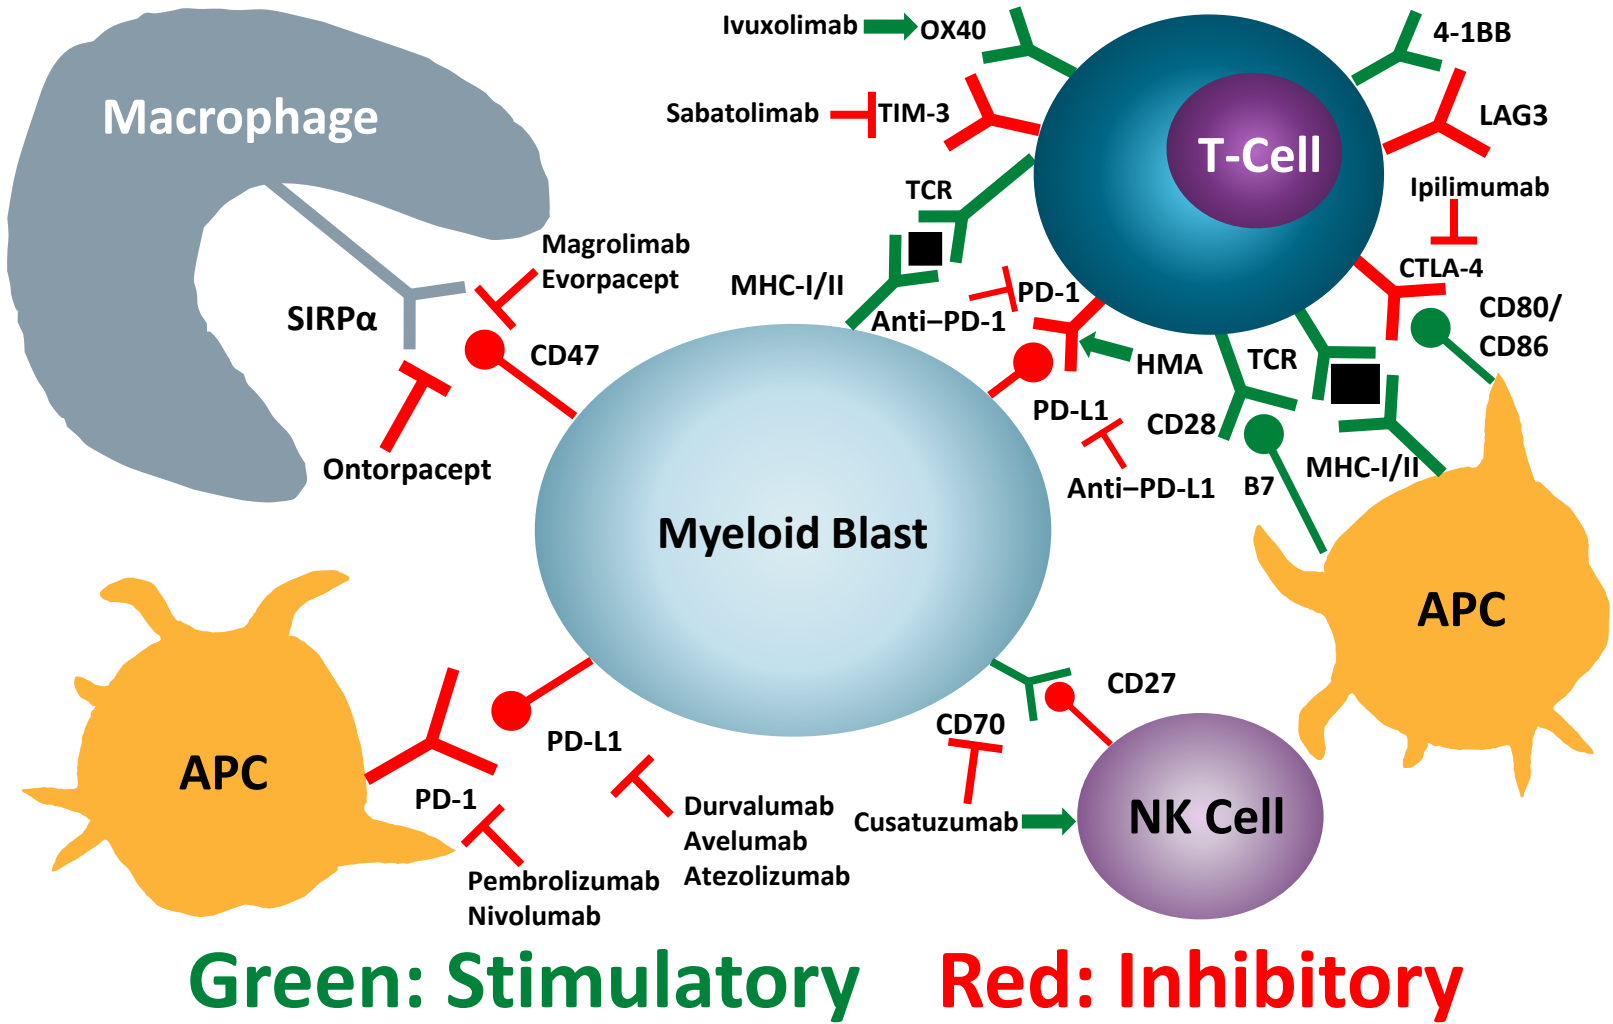 Macrophage
SIRPα
Magrolimab
Evorpacept
CD47
Ontorpacept
Ivuxolimab
OX40
4-1BB
Sabatolimab
TIM-3
LAG3
T-Cell
TCR
Ipilimumab
MHC-I/II
PD-1
CTLA-4
Anti–PD-1
CD80/
CD86
HMA
TCR
PD-L1
CD28
MHC-I/II
Anti–PD-L1
B7
Myeloid Blast
APC
CD27
CD70
APC
PD-L1
PD-1
Durvalumab
Avelumab
Atezolizumab
Cusatuzumab
NK Cell
Pembrolizumab
Nivolumab
Green: Stimulatory
Red: Inhibitory